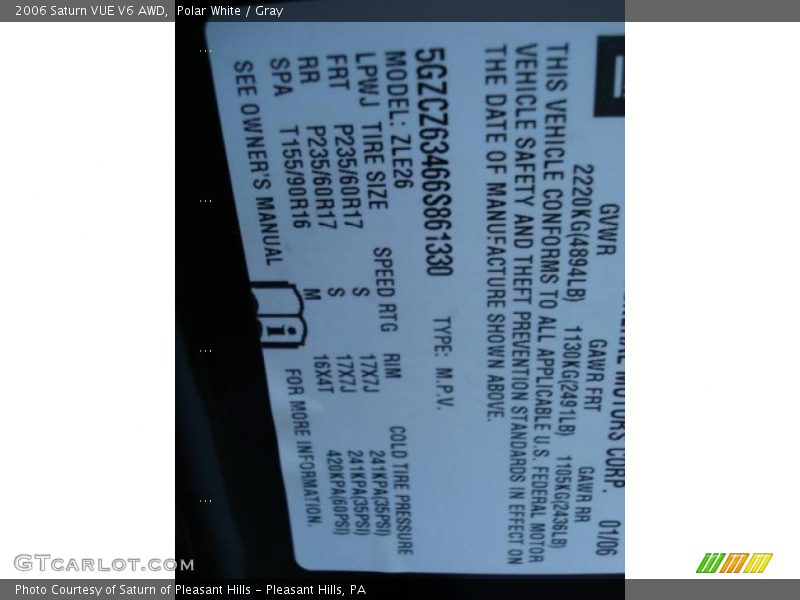 2006 Saturn VUE V6 AWD, Polar White / Gray
MOTORS CORP. 01/06
GVWR GAWR FRT GAWR RR
2220KG(4894LB) 1130KG(2491LB) 1105KG(2436LB)
THIS VEHICLE CONFORMS TO ALL APPLICABLE U.S. FEDERAL MOTOR
VEHICLE SAFETY AND THEFT PREVENTION STANDARDS IN EFFECT ON
THE DATE OF MANUFACTURE SHOWN ABOVE.
5GZCZ63466S861330 TYPE: M.P.V.
MODEL: ZLE26
LPWJ TIRE SIZE SPEED RTG RIM COLD TIRE PRESSURE
FRT P235/60R17 S 17X7J 241KPA(35PSI)
RR P235/60R17 S 17X7J 241KPA(35PSI)
SPA T155/90R16 M 16X4T 420KPA(60PSI)
SEE OWNER'S MANUAL i FOR MORE INFORMATION.
GTCARLOT.COM
Photo Courtesy of Saturn of Pleasant Hills - Pleasant Hills, PA